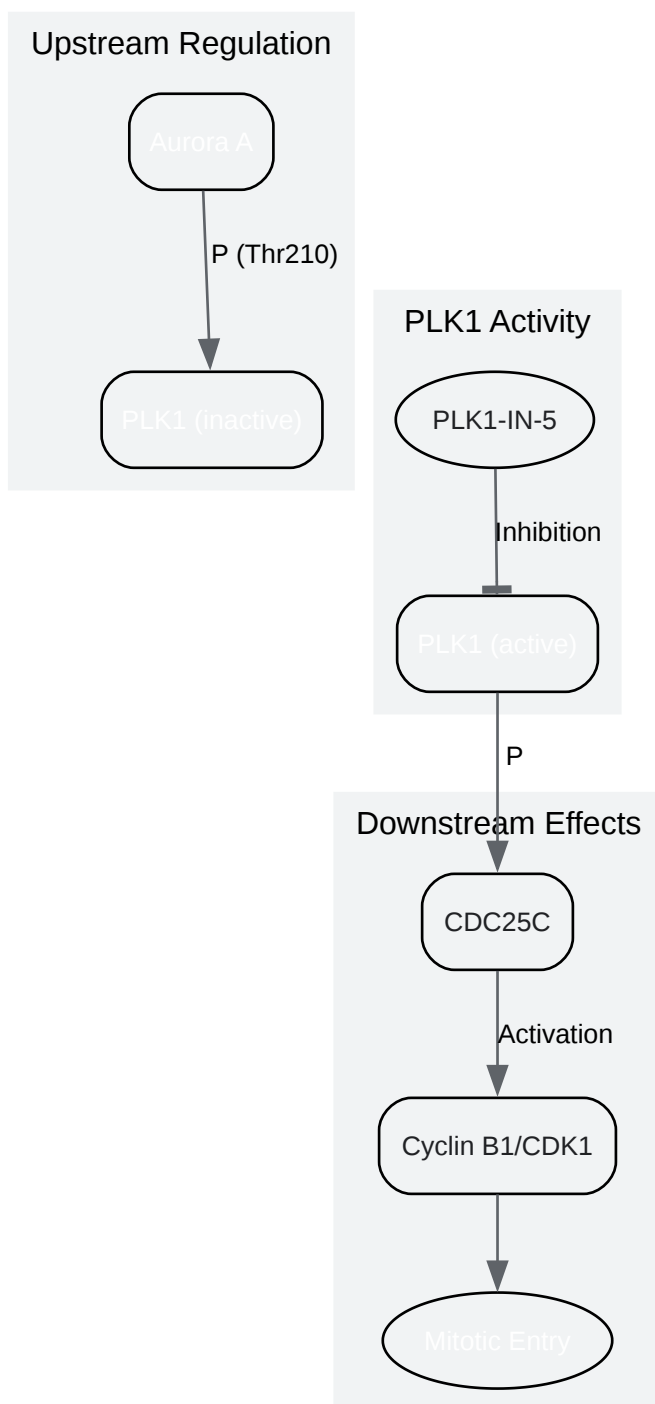 Upstream Regulation
Aurora A
P (Thr210)
PLK1 (inactive)
PLK1 Activity
PLK1-IN-5
Inhibition
PLK1 (active)
P
Downstream Effects
CDC25C
Activation
Cyclin B1/CDK1
Mitotic Entry